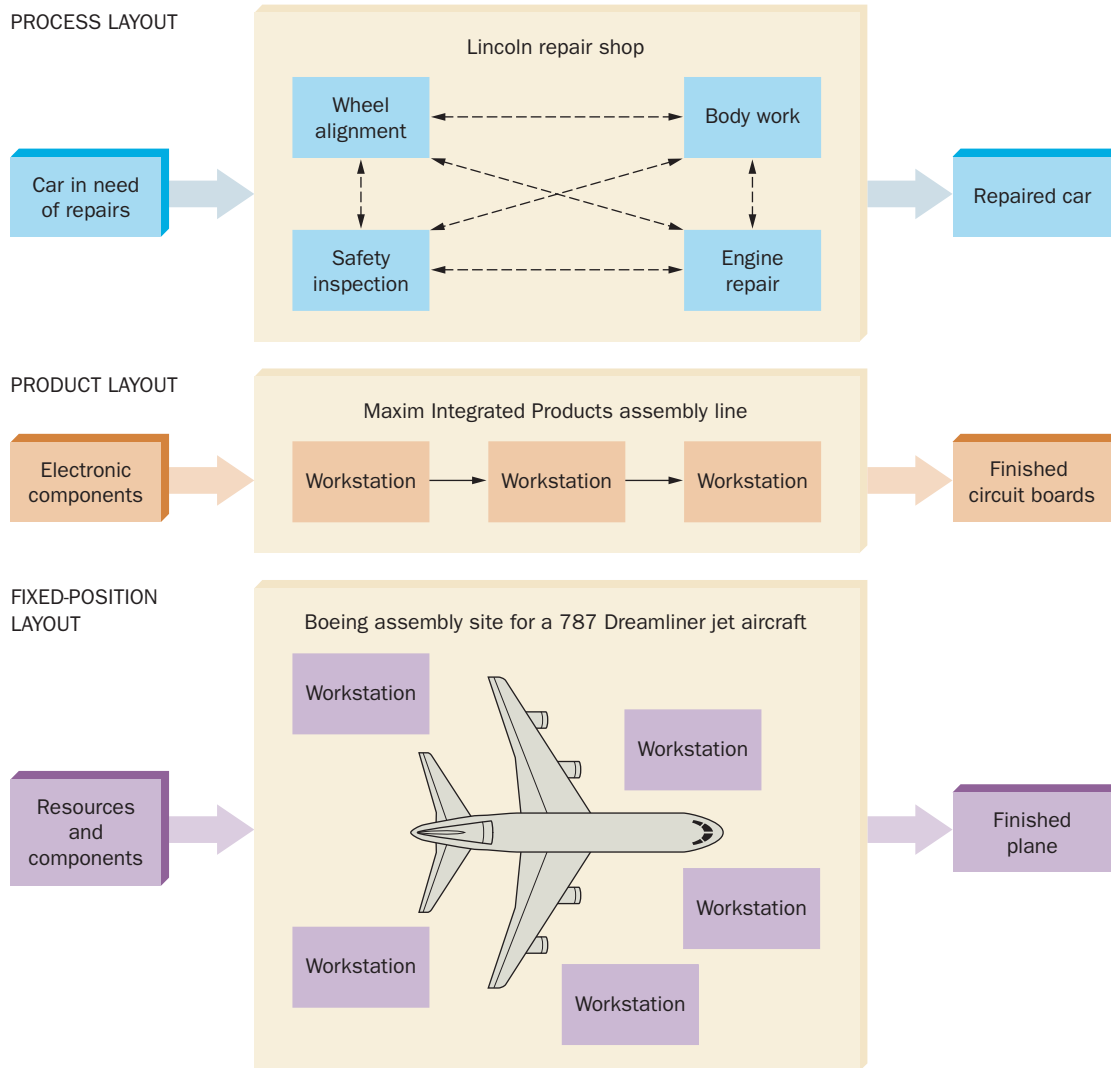 PROCESS LAYOUT
Lincoln repair shop
Wheel
alignment
Body work
Car in need
of repairs
Repaired car
Safety
inspection
Engine
repair
PRODUCT LAYOUT
Maxim Integrated Products assembly line
Electronic
components
Workstation
Workstation
Workstation
Finished
circuit boards
FIXED-POSITION
LAYOUT
Boeing assembly site for a 787 Dreamliner jet aircraft
Workstation
Workstation
Resources
and
components
Finished
plane
Workstation
Workstation
Workstation